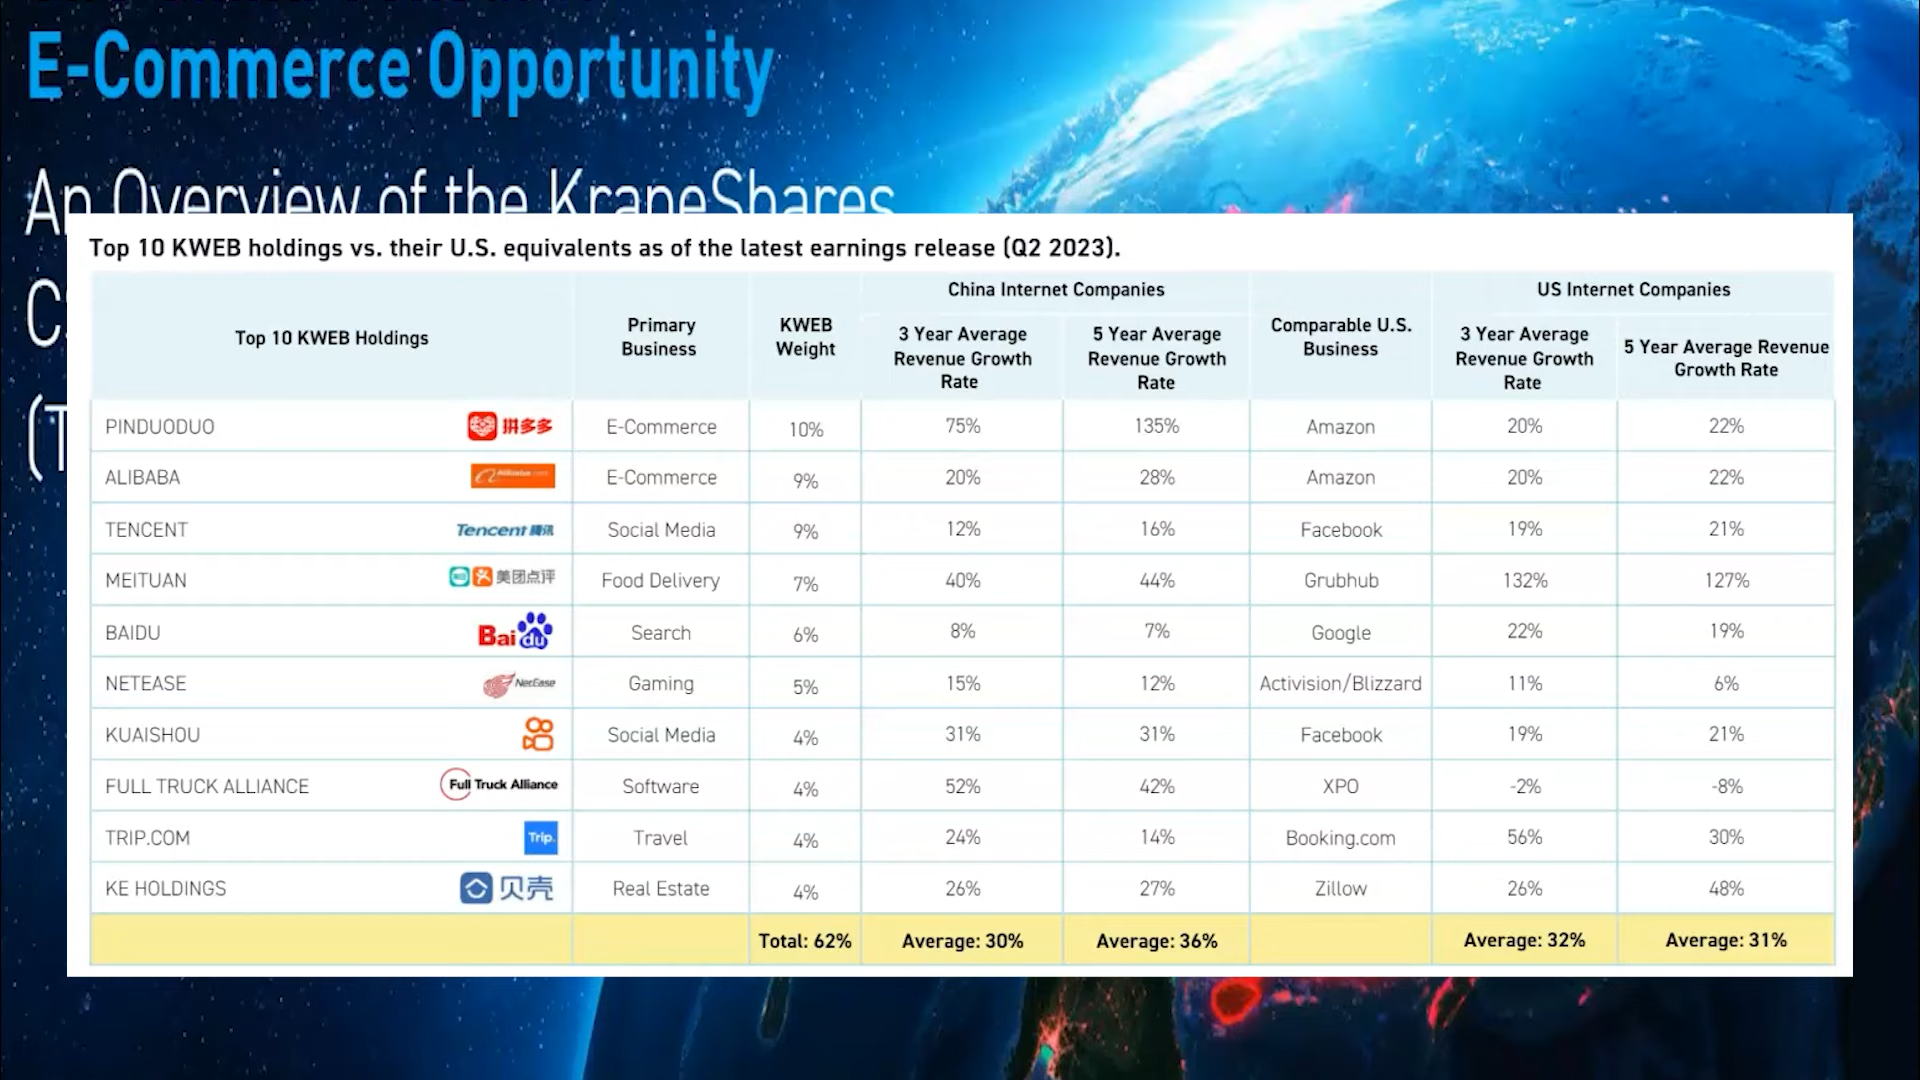 E-Commerce Opportunity
An Overview of the KraneShares
(T
Top 10 KWEB holdings vs. their U.S. equivalents as of the latest earnings release (Q2 2023).
China Internet Companies US Internet Companies
Top 10 KWEB Holdings Primary Business KWEB Weight 3 Year Average Revenue Growth Rate 5 Year Average Revenue Growth Rate Comparable U.S. Business 3 Year Average Revenue Growth Rate 5 Year Average Revenue Growth Rate
PINDUODUO 拼多多 E-Commerce 10% 75% 135% Amazon 20% 22%
ALIBABA E-Commerce 9% 20% 28% Amazon 20% 22%
TENCENT Tencent 腾讯 Social Media 9% 12% 16% Facebook 19% 21%
MEITUAN 美团点评 Food Delivery 7% 40% 44% Grubhub 132% 127%
BAIDU Bai du Search 6% 8% 7% Google 22% 19%
NETEASE NetEase Gaming 5% 15% 12% Activision/Blizzard 11% 6%
KUAISHOU Social Media 4% 31% 31% Facebook 19% 21%
FULL TRUCK ALLIANCE Full Truck Alliance Software 4% 52% 42% XPO -2% -8%
TRIP.COM Trip. Travel 4% 24% 14% Booking.com 56% 30%
KE HOLDINGS 贝壳 Real Estate 4% 26% 27% Zillow 26% 48%
Total: 62% Average: 30% Average: 36% Average: 32% Average: 31%